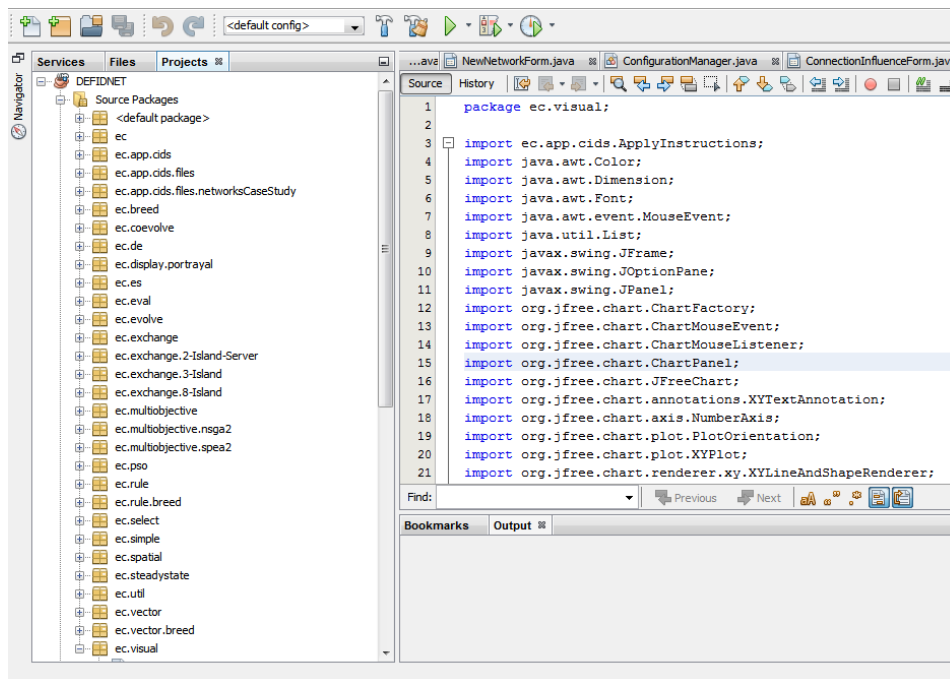 <default config>
Services Files Projects
Navigator
DEFIDNET
Source Packages
<default package>
ec
ec.app.cids
ec.app.cids.files
ec.app.cids.files.networksCaseStudy
ec.breed
ec.coevolve
ec.de
ec.display.portrayal
ec.es
ec.eval
ec.evolve
ec.exchange
ec.exchange.2-Island-Server
ec.exchange.3-Island
ec.exchange.8-Island
ec.multiobjective
ec.multiobjective.nsga2
ec.multiobjective.spea2
ec.pso
ec.rule
ec.rule.breed
ec.select
ec.simple
ec.spatial
ec.steadystate
ec.util
ec.vector
ec.vector.breed
ec.visual
...ava NewNetworkForm.java ConfigurationManager.java ConnectionInfluenceForm.jav
Source History
1 package ec.visual;
2
3 import ec.app.cids.ApplyInstructions;
4 import java.awt.Color;
5 import java.awt.Dimension;
6 import java.awt.Font;
7 import java.awt.event.MouseEvent;
8 import java.util.List;
9 import javax.swing.JFrame;
10 import javax.swing.JOptionPane;
11 import javax.swing.JPanel;
12 import org.jfree.chart.ChartFactory;
13 import org.jfree.chart.ChartMouseEvent;
14 import org.jfree.chart.ChartMouseListener;
15 import org.jfree.chart.ChartPanel;
16 import org.jfree.chart.JFreeChart;
17 import org.jfree.chart.annotations.XYTextAnnotation;
18 import org.jfree.chart.axis.NumberAxis;
19 import org.jfree.chart.plot.PlotOrientation;
20 import org.jfree.chart.plot.XYPlot;
21 import org.jfree.chart.renderer.xy.XYLineAndShapeRenderer;
Find: Previous Next aA
Bookmarks Output